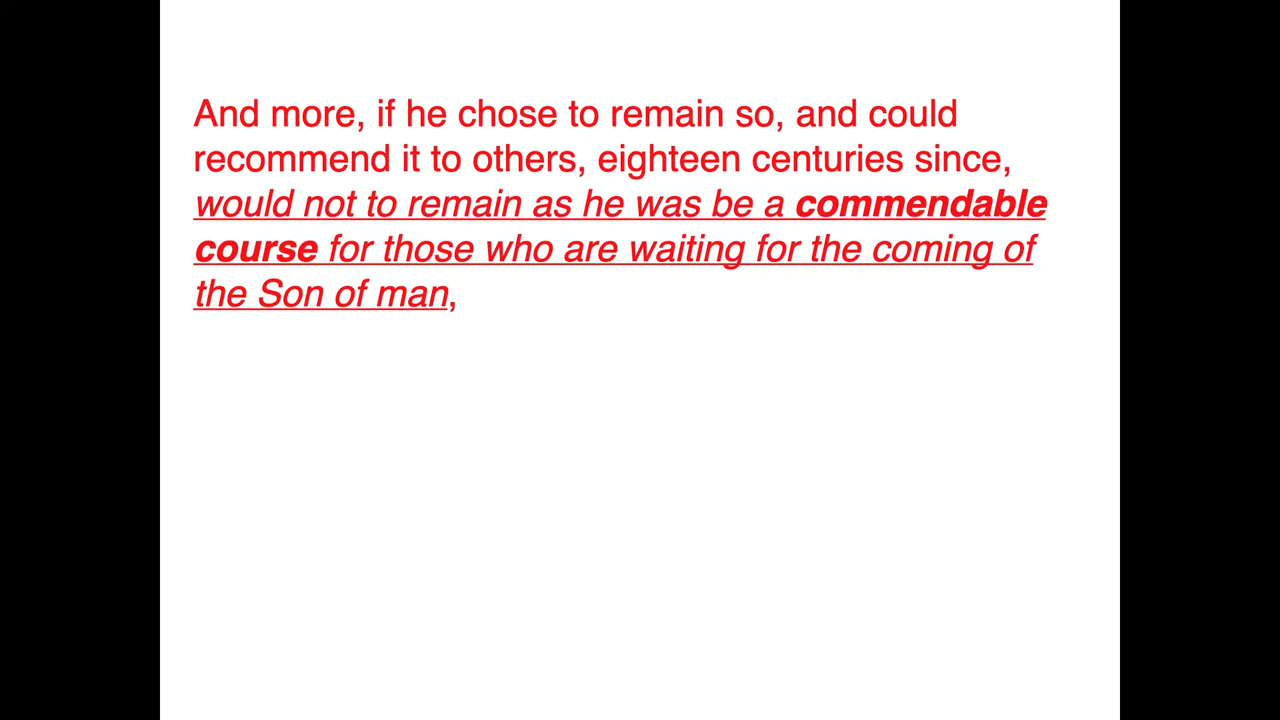 And more, if he chose to remain so, and could
recommend it to others, eighteen centuries since,
would not to remain as he was be a commendable
course for those who are waiting for the coming of
the Son of man,